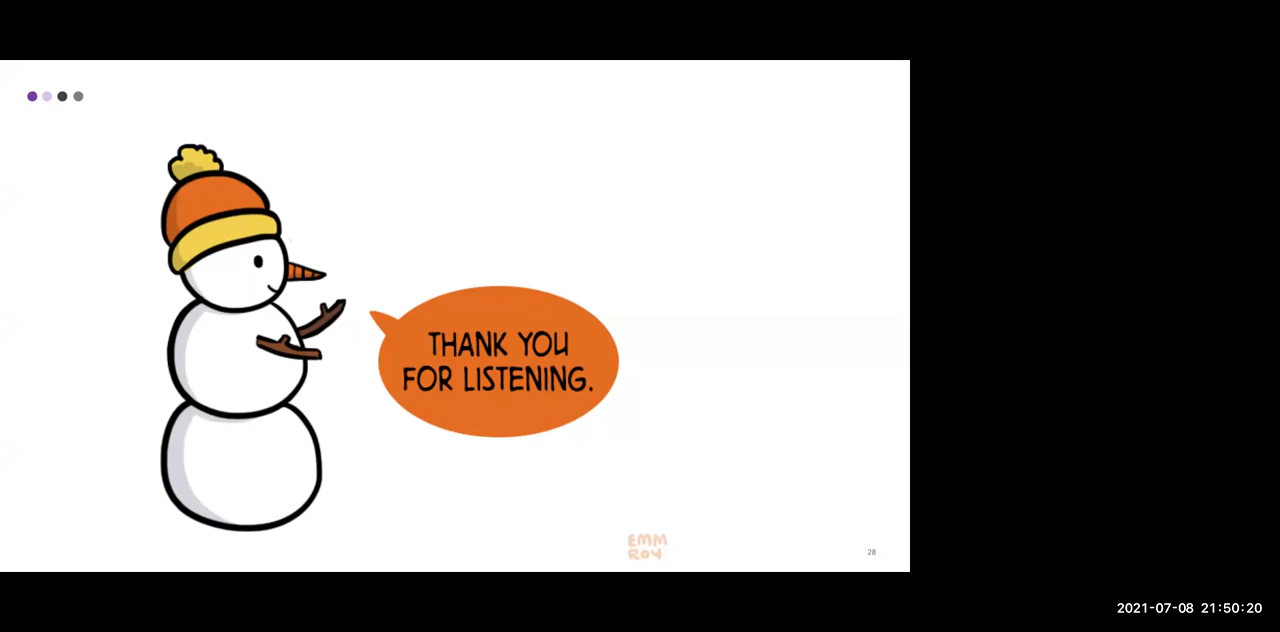 THANK YOU
FOR LISTENING.
EMM
ROY
28
2021-07-08 21:50:20